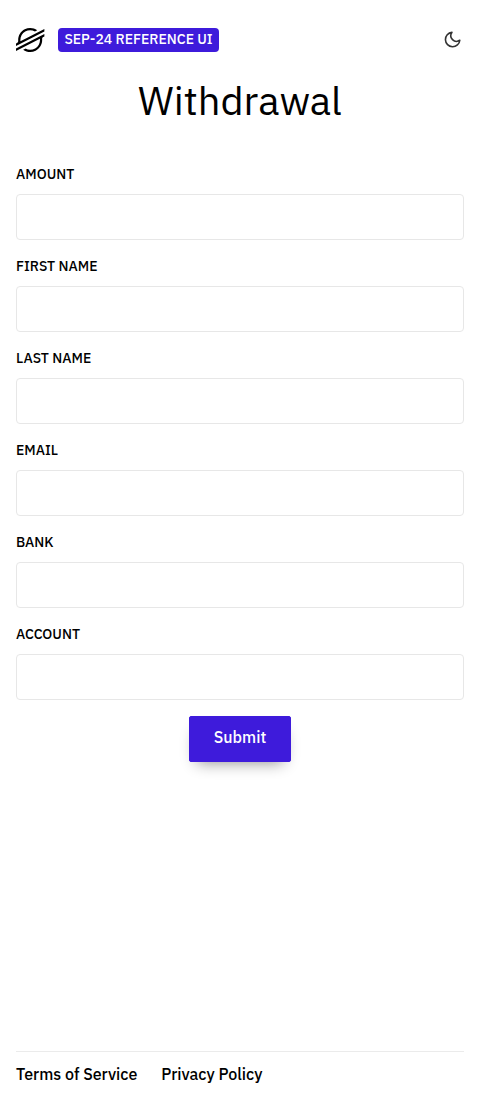 SEP-24 REFERENCE UI
Withdrawal
AMOUNT
FIRST NAME
LAST NAME
EMAIL
BANK
ACCOUNT
Submit
Terms of Service Privacy Policy